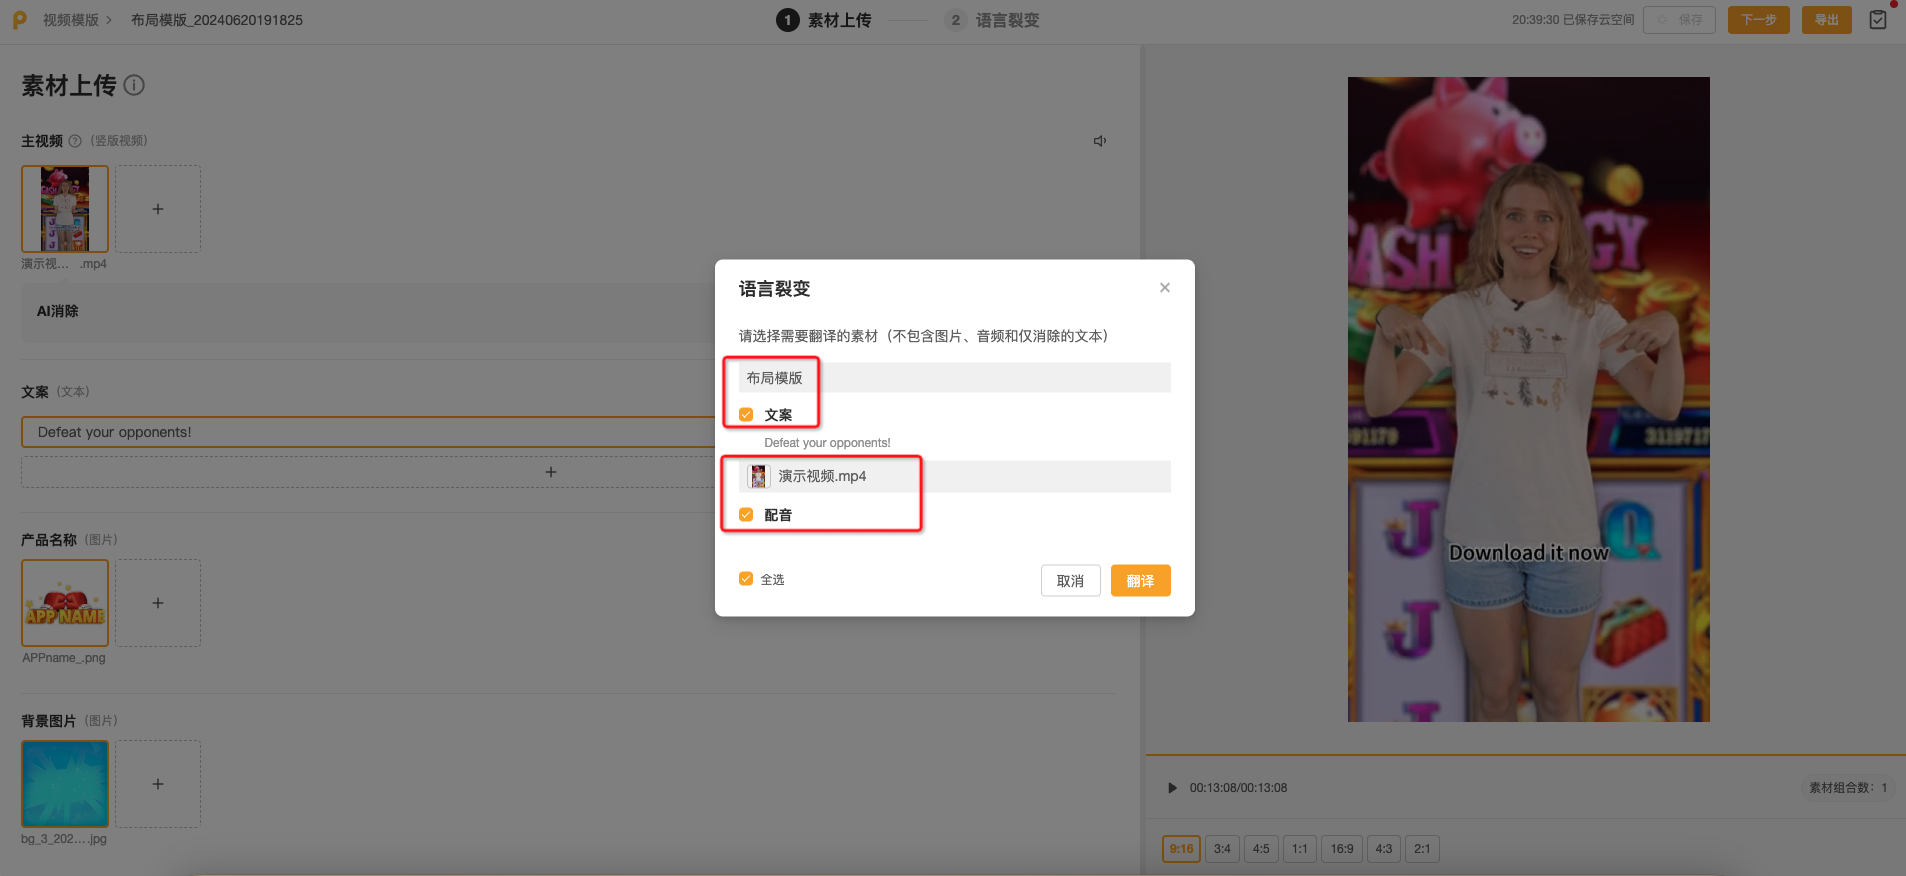 视频模版 > 布局模版_20240620191825
1 素材上传
2 语言裂变
20:39:30 已保存云空间
保存
下一步
导出
素材上传
主视频 (竖版视频)
演示视... .mp4
AI消除
文案 (文本)
Defeat your opponents!
产品名称 (图片)
APP NAME
APPname_.png
背景图片 (图片)
bg_3_202....jpg
语言裂变
请选择需要翻译的素材（不包含图片、音频和仅消除的文本）
布局模版
文案
Defeat your opponents!
演示视频.mp4
配音
全选
取消
翻译
CASH
Download it now
00:13:08/00:13:08
素材组合数：1
9:16
3:4
4:5
1:1
16:9
4:3
2:1